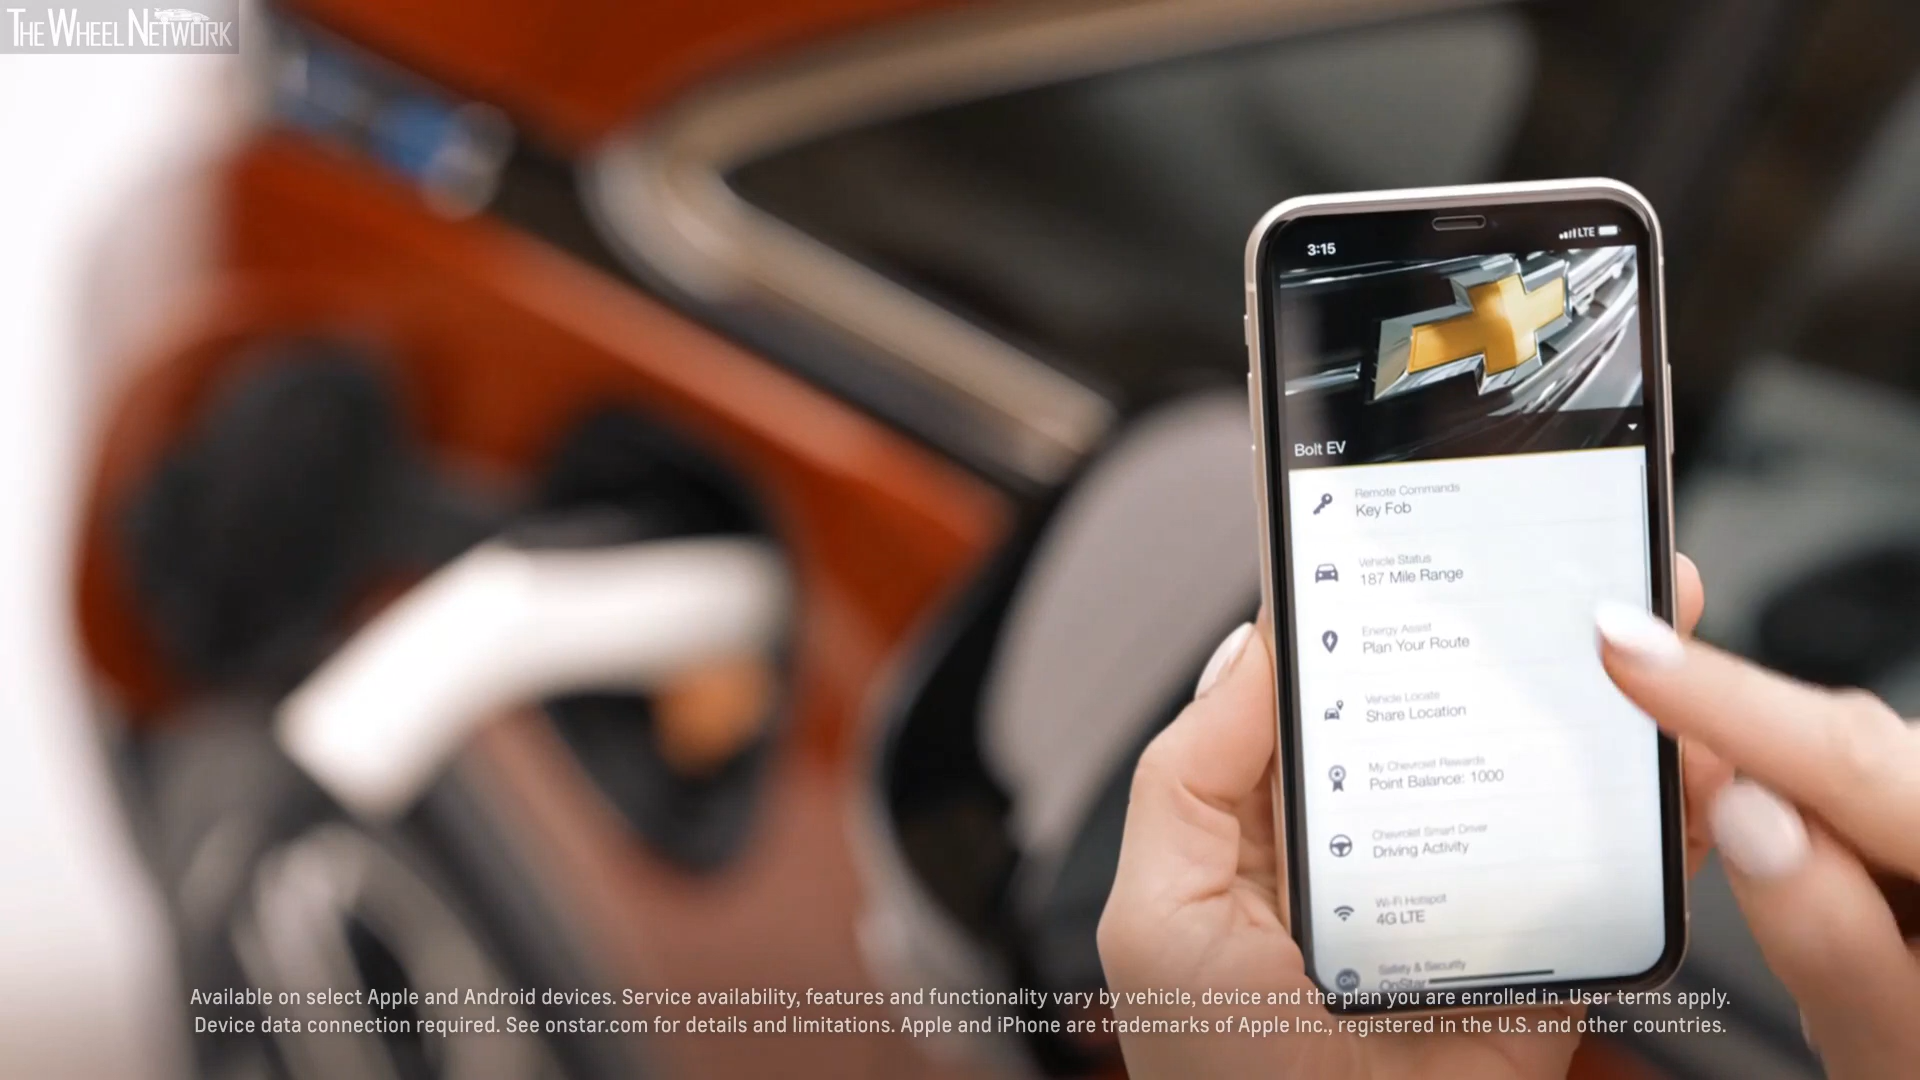 THE WHEEL NETWORK
3:15
LTE
Bolt EV
Remote Commands
Key Fob
Vehicle Status
187 Mile Range
Energy Assist
Plan Your Route
Vehicle Locate
Share Location
My Chevrolet Rewards
Point Balance: 1000
Chevrolet Smart Driver
Driving Activity
Wi-Fi Hotspot
4G LTE
Safety & Security
OnStar
Available on select Apple and Android devices. Service availability, features and functionality vary by vehicle, device and the plan you are enrolled in. User terms apply.
Device data connection required. See onstar.com for details and limitations. Apple and iPhone are trademarks of Apple Inc., registered in the U.S. and other countries.